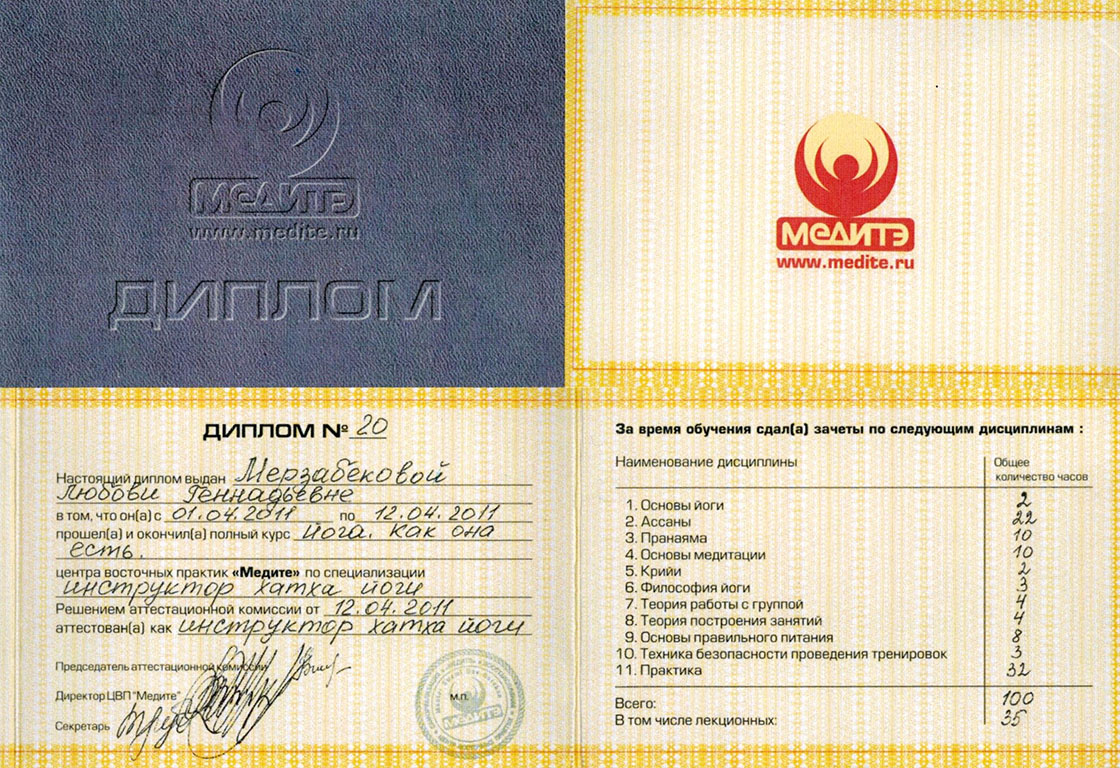 МЕДИТЭ
www.medite.ru
ДИПЛОМ
МЕДИТЭ
www.medite.ru
ДИПЛОМ № 20
Настоящий диплом выдан Мерзабековой
Любови Геннадьевне
в том, что он(а) с 01.04.2011 по 12.04.2011
прошел(а) и окончил(а) полный курс Йога. Как она
есть.
центра восточных практик «Медите» по специализации
инструктор хатха йоги
Решением аттестационной комиссии от 12.04.2011
аттестован(а) как инструктор хатха йоги
Председатель аттестационной комиссии
Директор ЦВП "Медите"
Секретарь
м.п.
МЕДИТЭ
За время обучения сдал(а) зачеты по следующим дисциплинам :
Наименование дисциплины Общее
количество часов
1. Основы йоги 2
2. Ассаны 22
3. Пранаяма 10
4. Основы медитации 10
5. Крийи 2
6. Философия йоги 3
7. Теория работы с группой 4
8. Теория построения занятий 4
9. Основы правильного питания 8
10. Техника безопасности проведения тренировок 3
11. Практика 32
Всего: 100
В том числе лекционных: 35